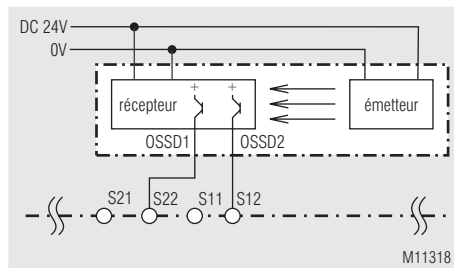 DC 24V
0V
récepteur
+ +
émetteur
OSSD1 OSSD2
S21 S22 S11 S12
M11318